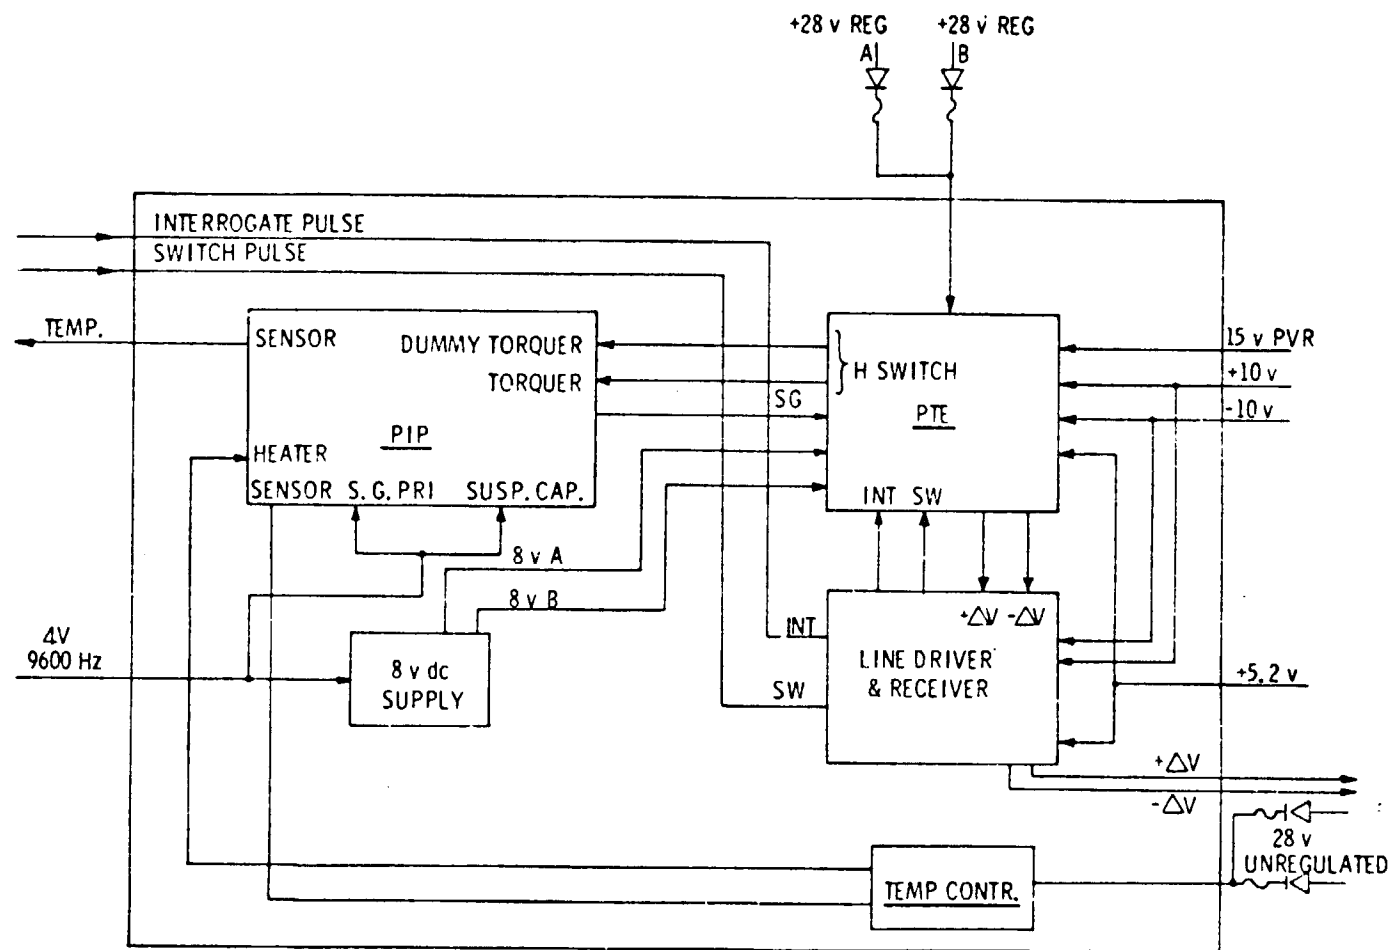 +28 v REG
+28 v REG
A
B
INTERROGATE PULSE
SWITCH PULSE
TEMP.
SENSOR
DUMMY TORQUER
TORQUER
H SWITCH
15 v PVR
+10 v
-10 v
SG
PTE
PIP
HEATER
SENSOR
S. G. PRI
SUSP. CAP.
INT
SW
8 v A
8 v B
+ΔV
-ΔV
4V
9600 Hz
8 v dc
SUPPLY
INT
SW
LINE DRIVER
& RECEIVER
+5.2 v
+ΔV
-ΔV
28 v
UNREGULATED
TEMP CONTR.